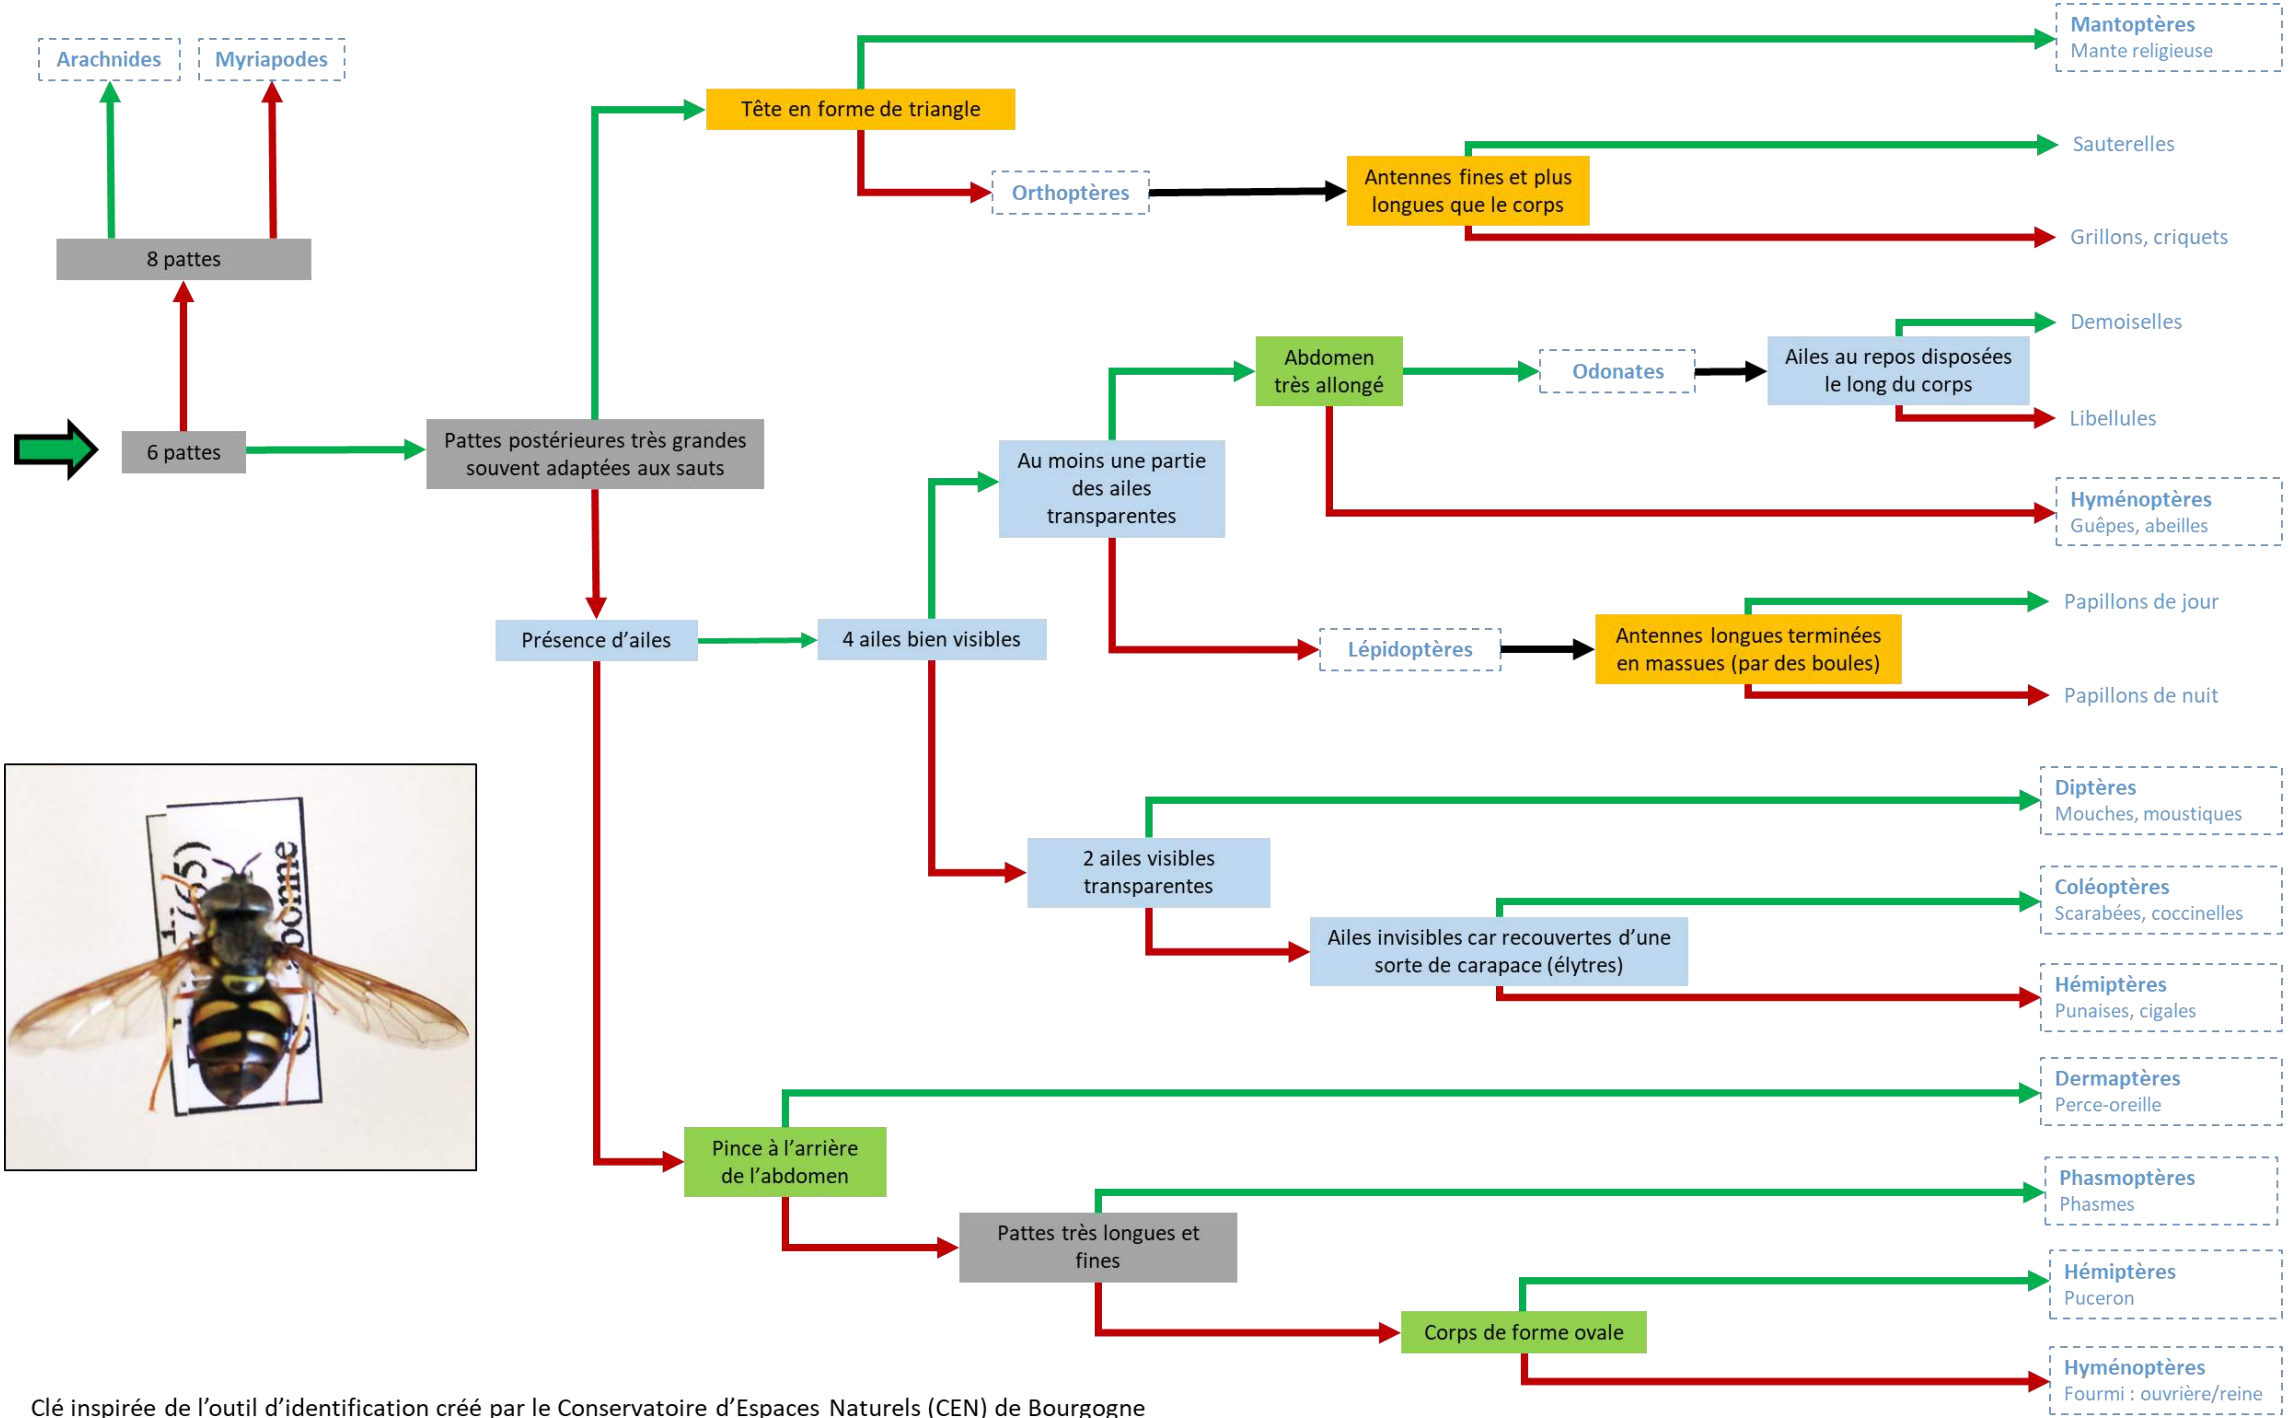 Arachnides
Myriapodes
8 pattes
6 pattes
Pattes postérieures très grandes
souvent adaptées aux sauts
Tête en forme de triangle
Mantoptères
Mante religieuse
Orthoptères
Antennes fines et plus
longues que le corps
Sauterelles
Grillons, criquets
Abdomen
très allongé
Odonates
Ailes au repos disposées
le long du corps
Demoiselles
Libellules
Au moins une partie
des ailes
transparentes
Hyménoptères
Guêpes, abeilles
Présence d’ailes
4 ailes bien visibles
Lépidoptères
Antennes longues terminées
en massues (par des boules)
Papillons de jour
Papillons de nuit
2 ailes visibles
transparentes
Diptères
Mouches, moustiques
Ailes invisibles car recouvertes d’une
sorte de carapace (élytres)
Coléoptères
Scarabées, coccinelles
Hémiptères
Punaises, cigales
Pince à l’arrière
de l’abdomen
Dermaptères
Perce-oreille
Pattes très longues et
fines
Phasmoptères
Phasmes
Corps de forme ovale
Hémiptères
Puceron
Hyménoptères
Fourmi : ouvrière/reine
(65)
onne
Clé inspirée de l’outil d’identification créé par le Conservatoire d’Espaces Naturels (CEN) de Bourgogne